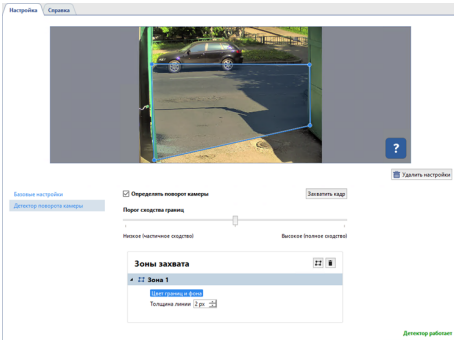 Настройка Справка
?
Удалить настройки
Базовые настройки
Детектор поворота камеры
Определять поворот камеры
Захватить кадр
Порог сходства границ
Низкое (частичное сходство)
Высокое (полное сходство)
Зоны захвата
Зона 1
Цвет границ и фона
Толщина линии 2 px
Детектор работает